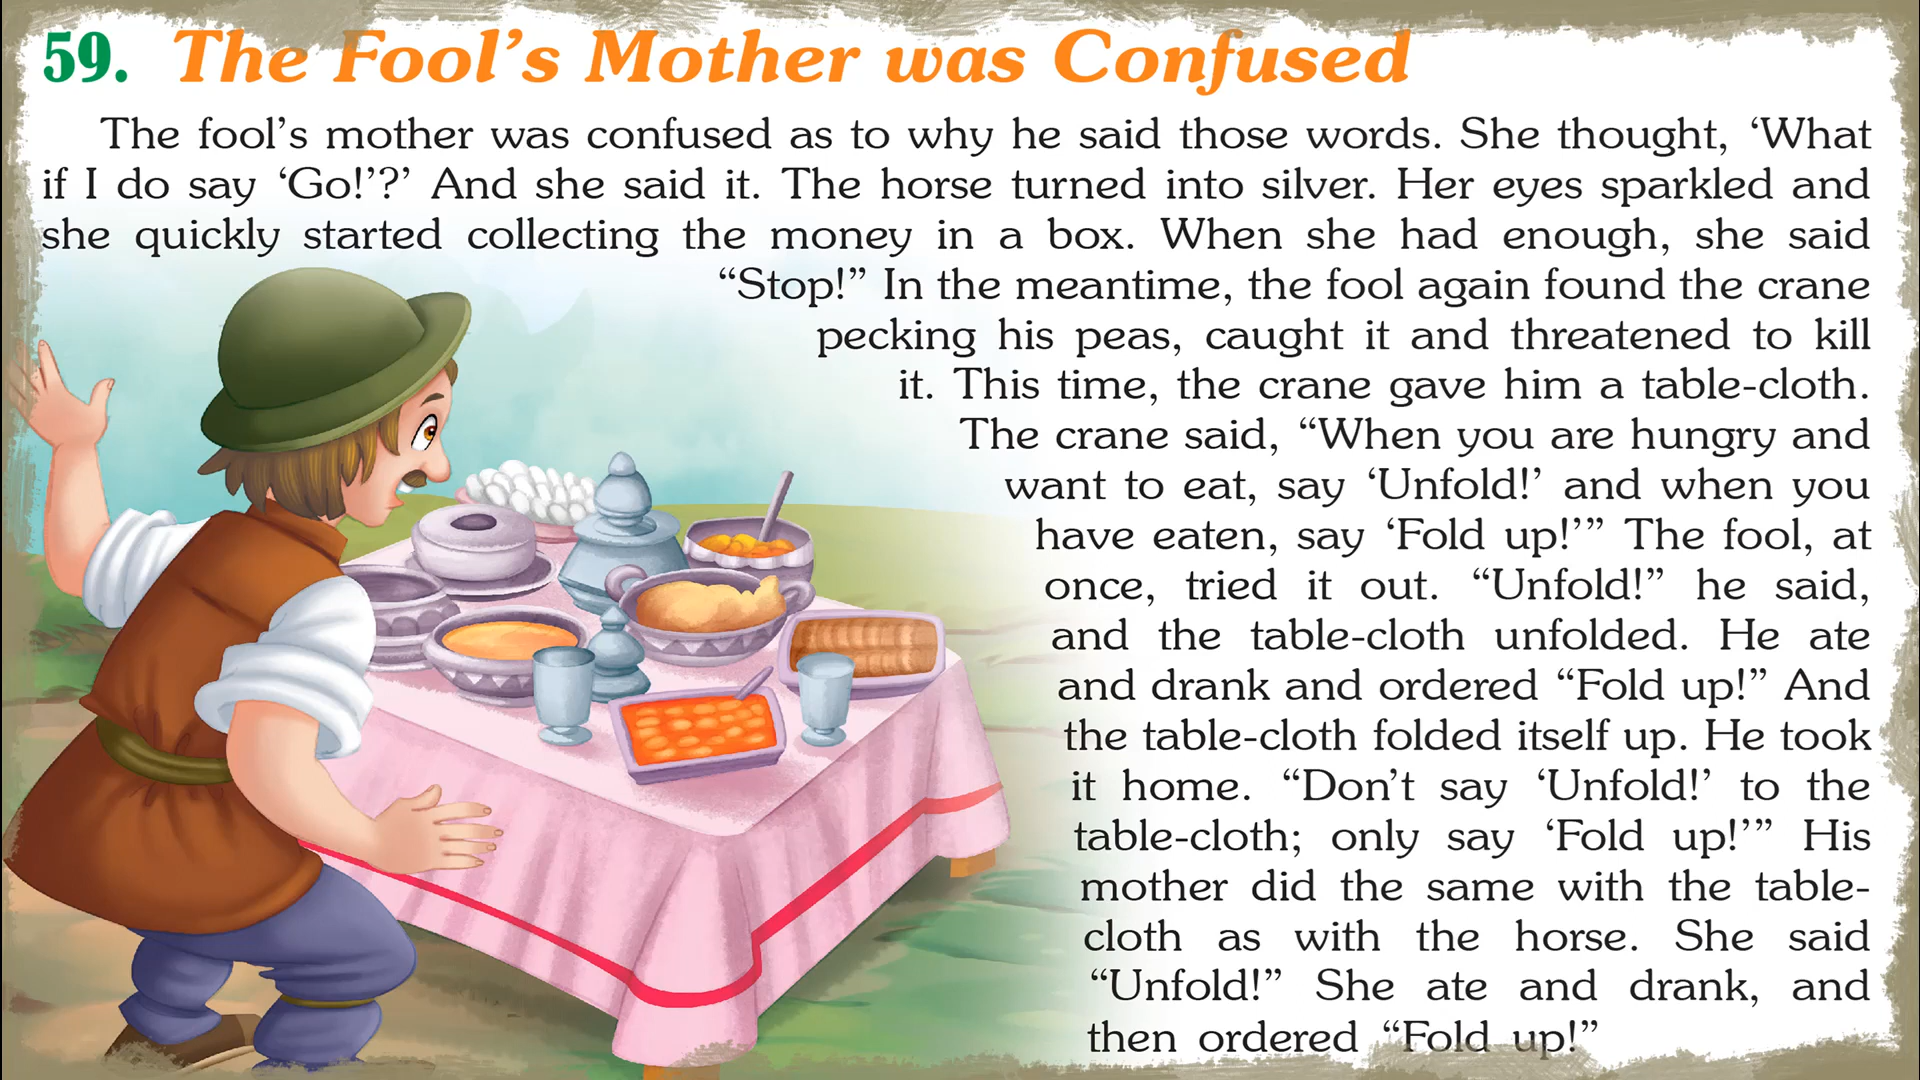 59. The Fool’s Mother was Confused
The fool’s mother was confused as to why he said those words. She thought, ‘What
if I do say ‘Go!’?’ And she said it. The horse turned into silver. Her eyes sparkled and
she quickly started collecting the money in a box. When she had enough, she said
“Stop!” In the meantime, the fool again found the crane
pecking his peas, caught it and threatened to kill
it. This time, the crane gave him a table-cloth.
The crane said, “When you are hungry and
want to eat, say ‘Unfold!’ and when you
have eaten, say ‘Fold up!’” The fool, at
once, tried it out. “Unfold!” he said,
and the table-cloth unfolded. He ate
and drank and ordered “Fold up!” And
the table-cloth folded itself up. He took
it home. “Don’t say ‘Unfold!’ to the
table-cloth; only say ‘Fold up!’” His
mother did the same with the table-
cloth as with the horse. She said
“Unfold!” She ate and drank, and
then ordered “Fold up!”